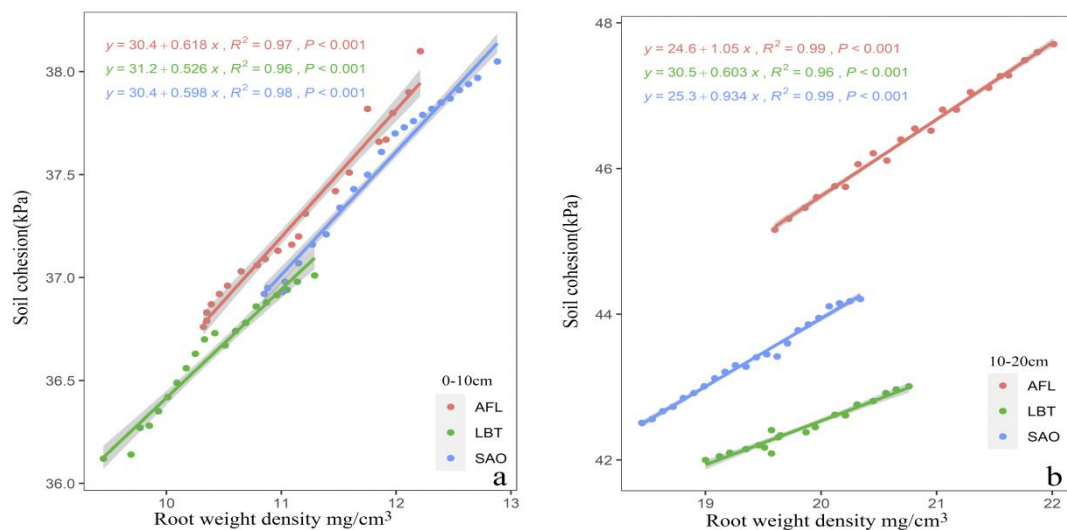 y = 30.4 + 0.618 x , R² = 0.97 , P < 0.001
y = 31.2 + 0.526 x , R² = 0.96 , P < 0.001
y = 30.4 + 0.598 x , R² = 0.98 , P < 0.001
38.0
37.5
37.0
36.5
36.0
Soil cohesion(kPa)
0-10cm
AFL
LBT
SAO
a
10
11
12
13
Root weight density mg/cm³
y = 24.6 + 1.05 x , R² = 0.99 , P < 0.001
y = 30.5 + 0.603 x , R² = 0.96 , P < 0.001
y = 25.3 + 0.934 x , R² = 0.99 , P < 0.001
48
46
44
42
Soil cohesion(kPa)
10-20cm
AFL
LBT
SAO
b
19
20
21
22
Root weight density mg/cm³